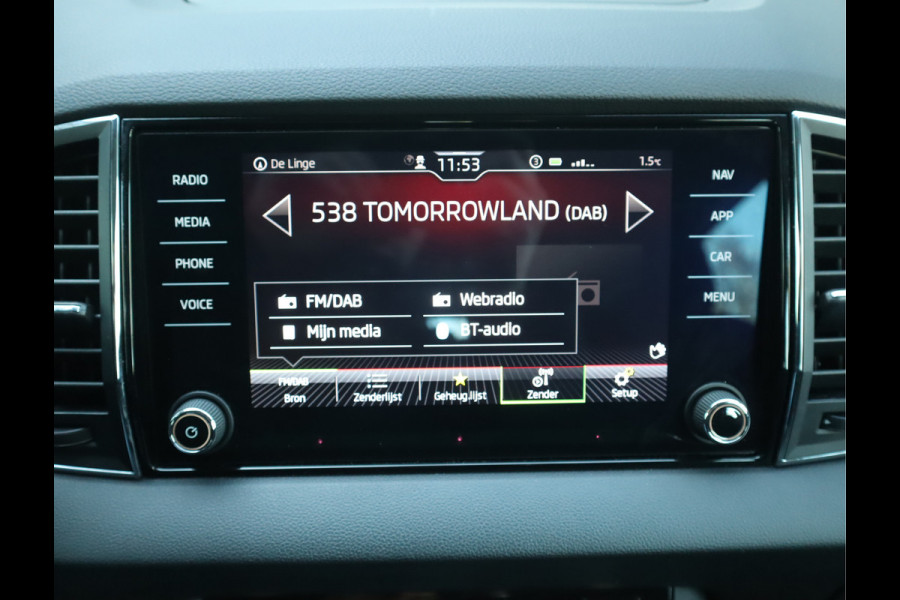 De Linge
11:53
3
1.5°C
RADIO
MEDIA
PHONE
VOICE
538 TOMORROWLAND (DAB)
NAV
APP
CAR
MENU
FM/DAB
Webradio
Mijn media
BT-audio
FM/DAB
Bron
Zenderlijst
Geheug.lijst
Zender
Setup